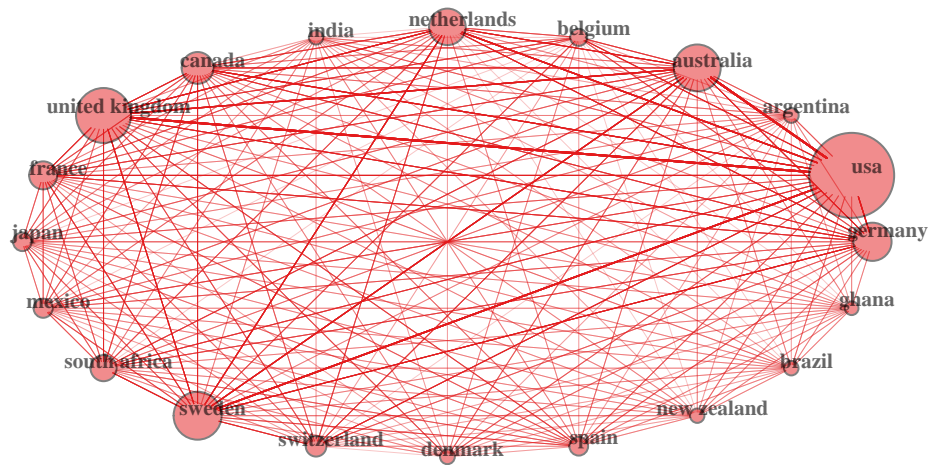 netherlands
india
belgium
canada
australia
united kingdom
argentina
france
usa
japan
germany
mexico
ghana
south africa
brazil
sweden
new zealand
switzerland
spain
denmark